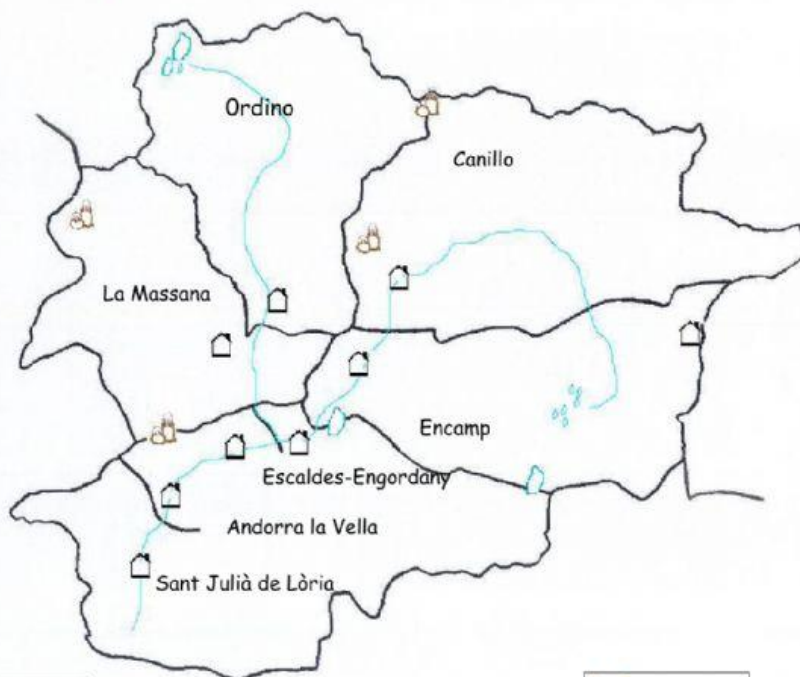 Ordino
Canillo
La Massana
Encamp
Escaldes-Engordany
Andorra la Vella
Sant Julià de Lòria